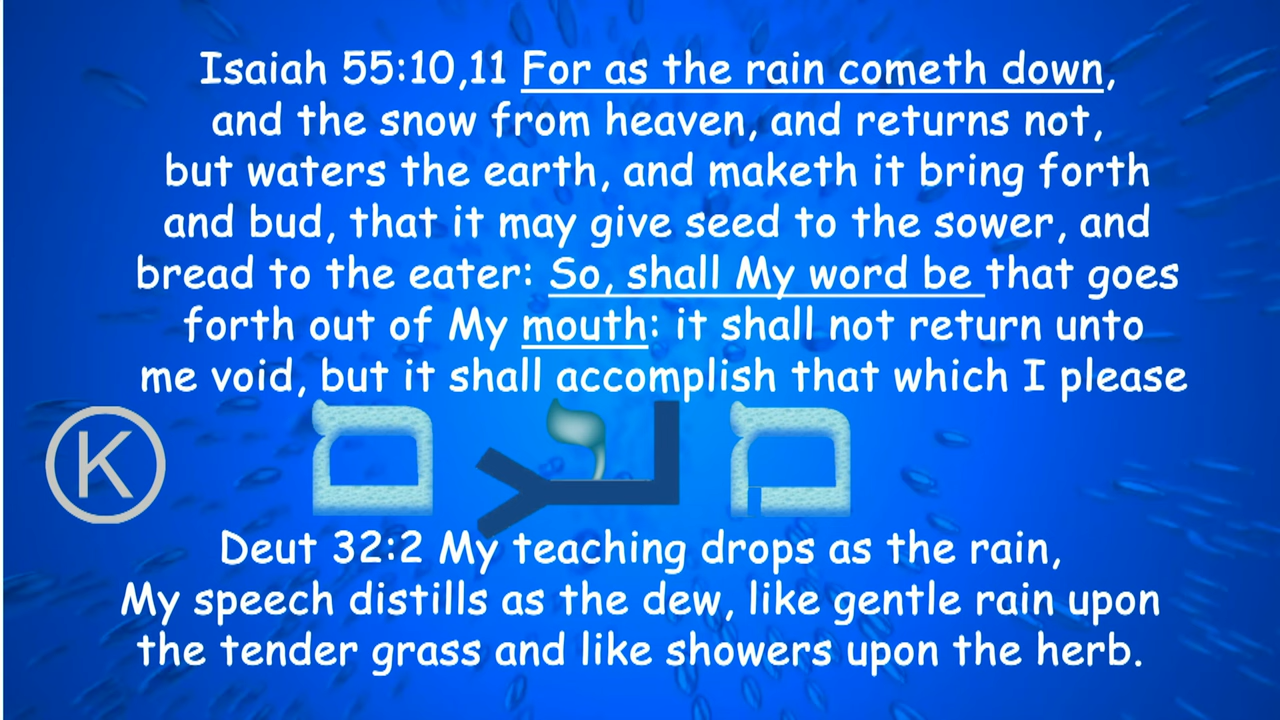 Isaiah 55:10,11 For as the rain cometh down,
and the snow from heaven, and returns not,
but waters the earth, and maketh it bring forth
and bud, that it may give seed to the sower, and
bread to the eater: So, shall My word be that goes
forth out of My mouth: it shall not return unto
me void, but it shall accomplish that which I please
K
םימ
Deut 32:2 My teaching drops as the rain,
My speech distills as the dew, like gentle rain upon
the tender grass and like showers upon the herb.